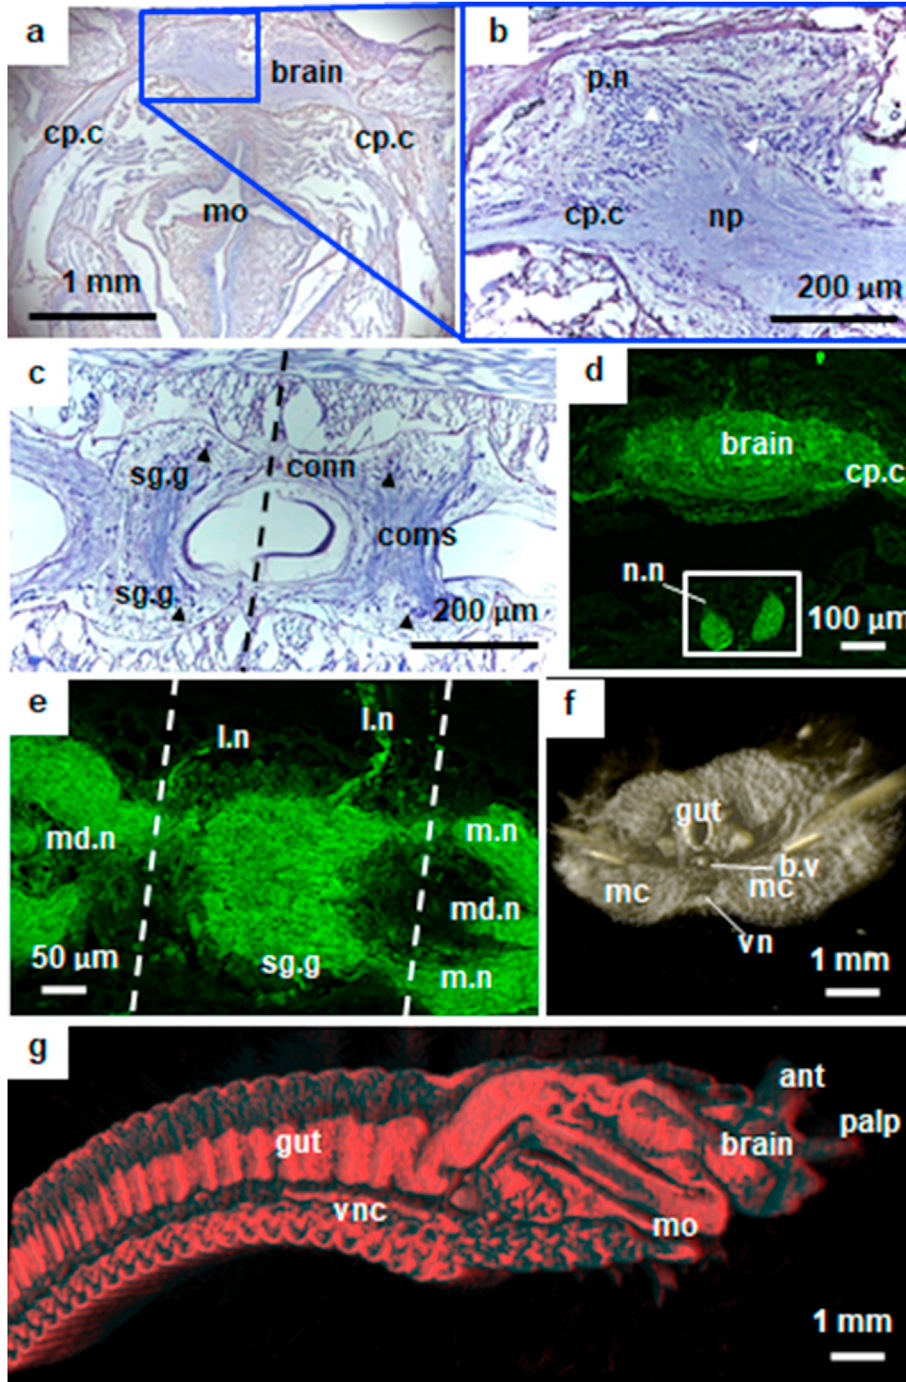 a
brain
cp.c
cp.c
mo
1 mm
b
p.n
cp.c
np
200 µm
c
sg.g
conn
coms
sg.g
200 µm
d
brain
cp.c
n.n
100 µm
e
l.n
l.n
md.n
m.n
md.n
50 µm
sg.g
m.n
f
gut
b.v
mc
mc
vn
1 mm
g
ant
palp
brain
gut
vnc
mo
1 mm